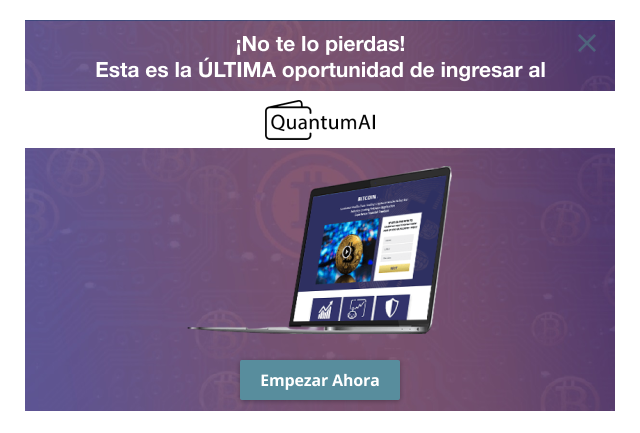 ¡No te lo pierdas!
Esta es la ÚLTIMA oportunidad de ingresar al
QuantumAI
BITCOIN
Empezar Ahora